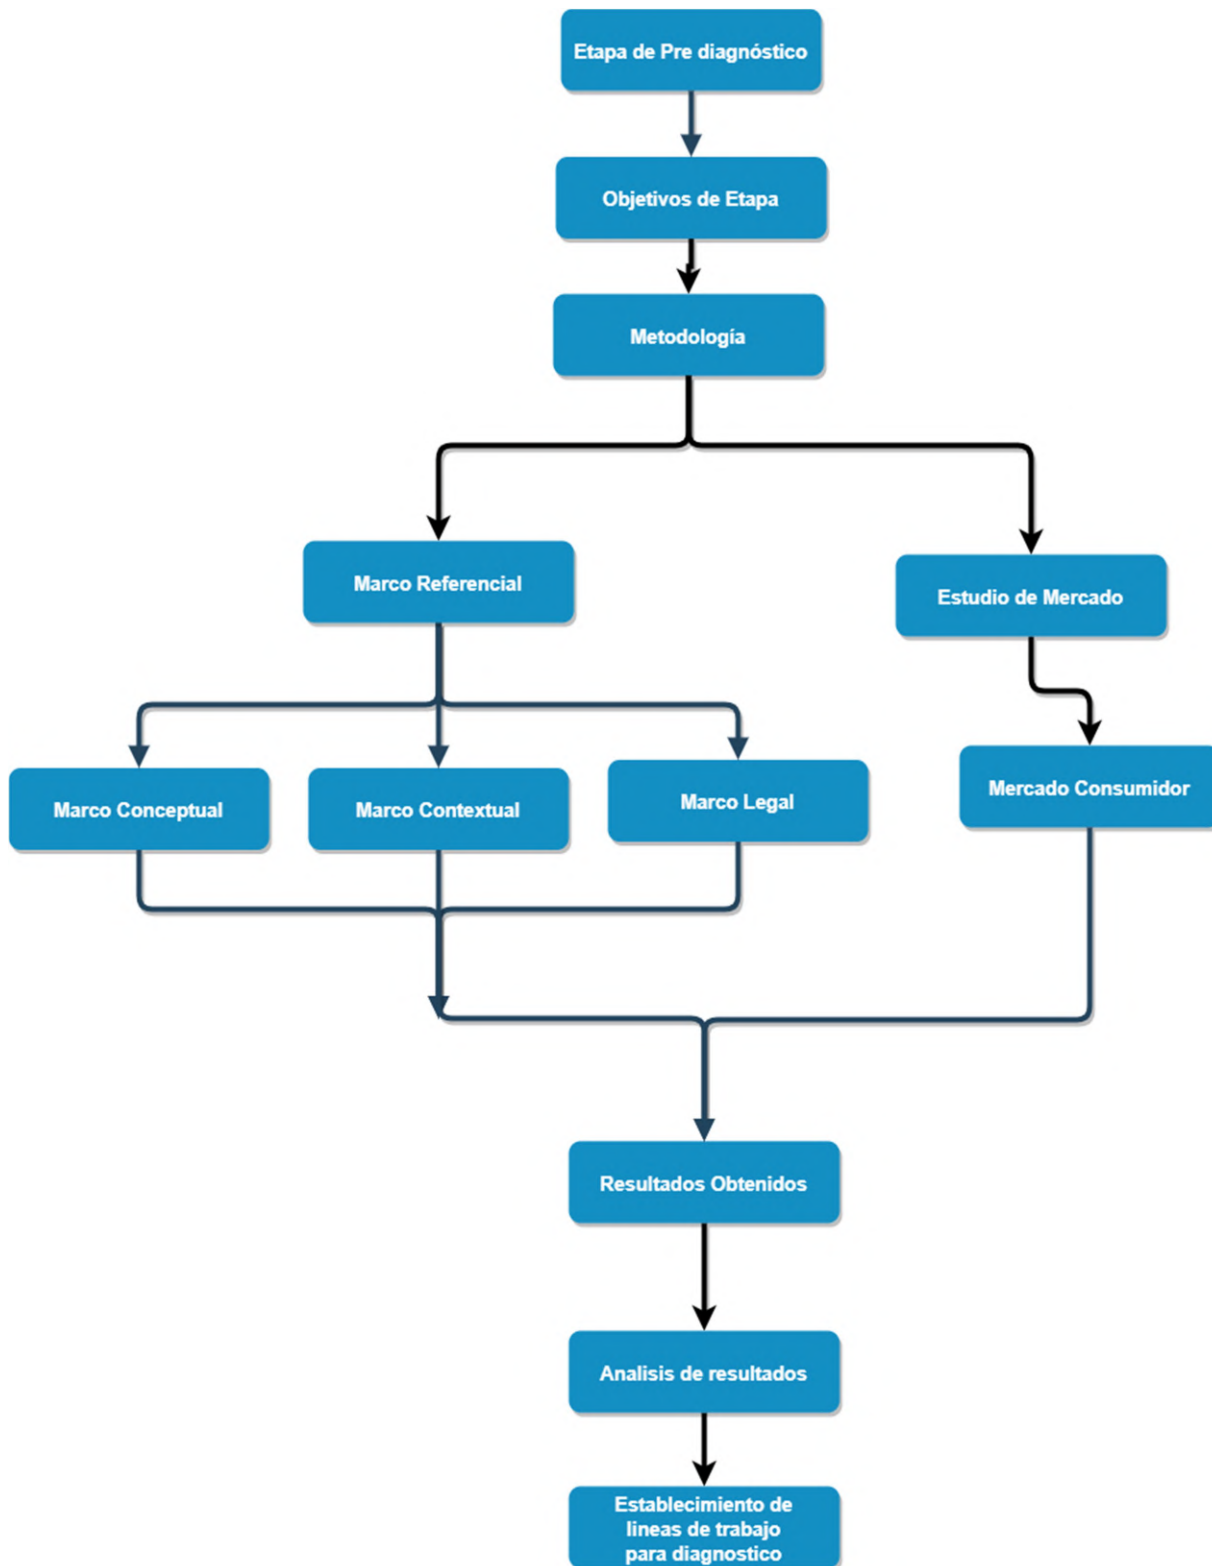 Etapa de Pre diagnóstico
Objetivos de Etapa
Metodología
Marco Referencial
Estudio de Mercado
Marco Conceptual
Marco Contextual
Marco Legal
Mercado Consumidor
Resultados Obtenidos
Analisis de resultados
Establecimiento de
lineas de trabajo
para diagnostico